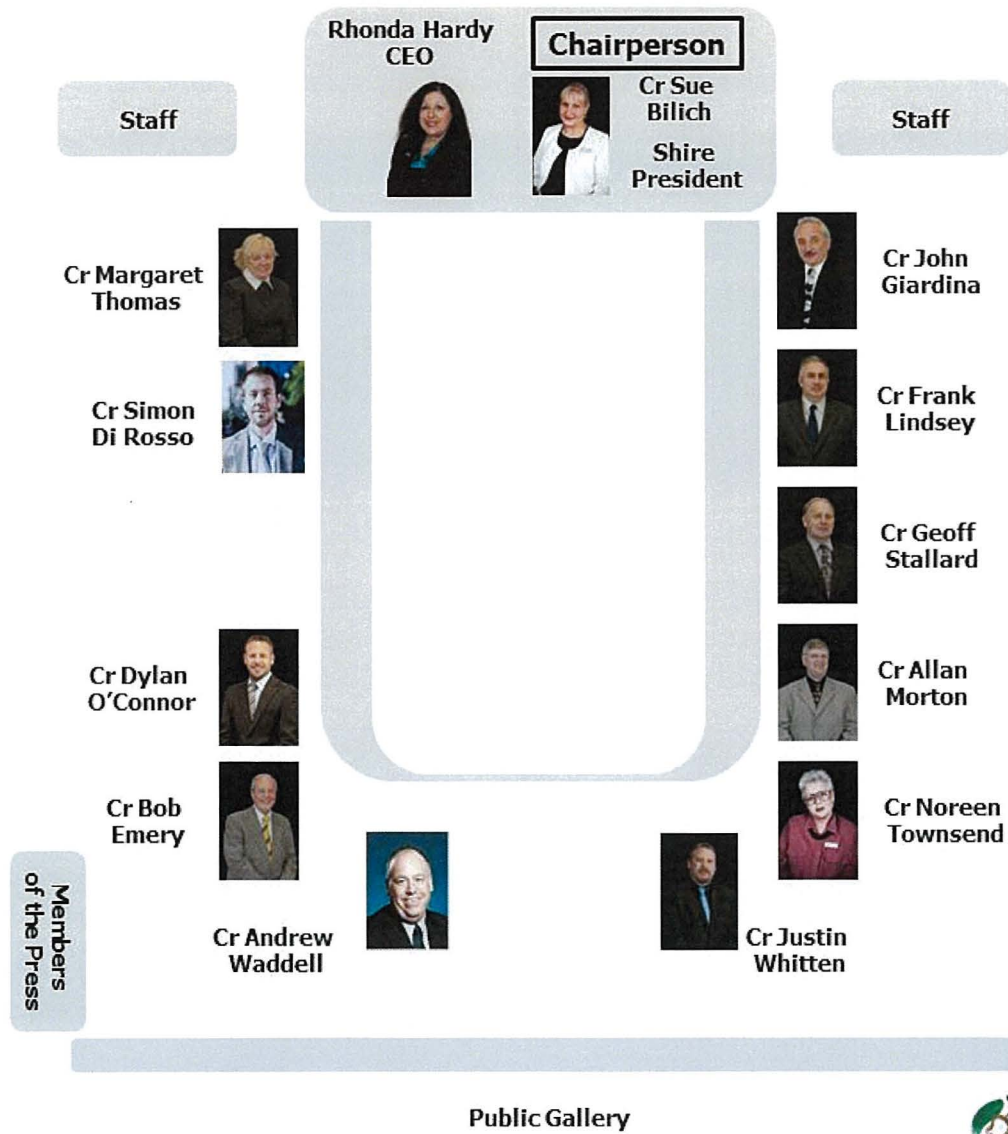 Rhonda Hardy
CEO
Chairperson
Cr Sue
Bilich
Shire
President
Staff
Staff
Cr Margaret
Thomas
Cr John
Giardina
Cr Simon
Di Rosso
Cr Frank
Lindsey
Cr Geoff
Stallard
Cr Dylan
O'Connor
Cr Allan
Morton
Cr Bob
Emery
Cr Noreen
Townsend
Members
of the Press
Cr Andrew
Waddell
Cr Justin
Whitten
Public Gallery